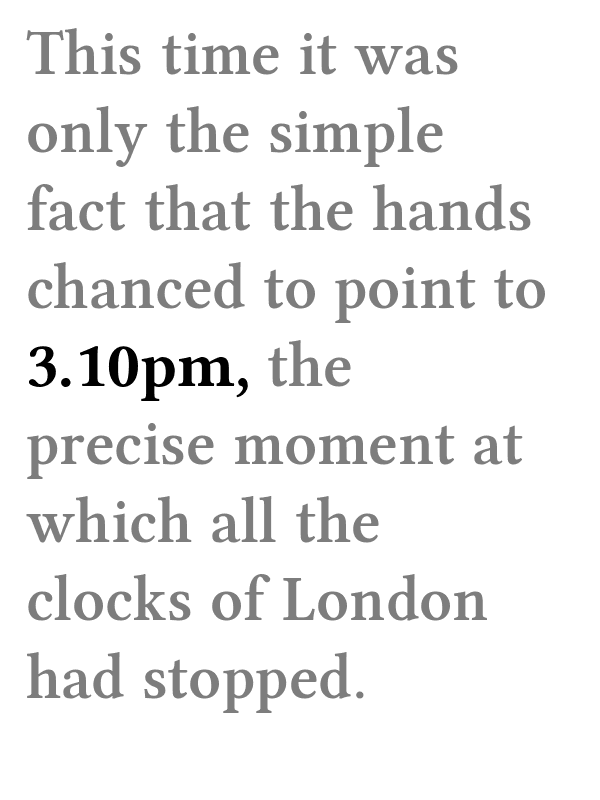 This time it was
only the simple
fact that the hands
chanced to point to
3.10pm, the
precise moment at
which all the
clocks of London
had stopped.